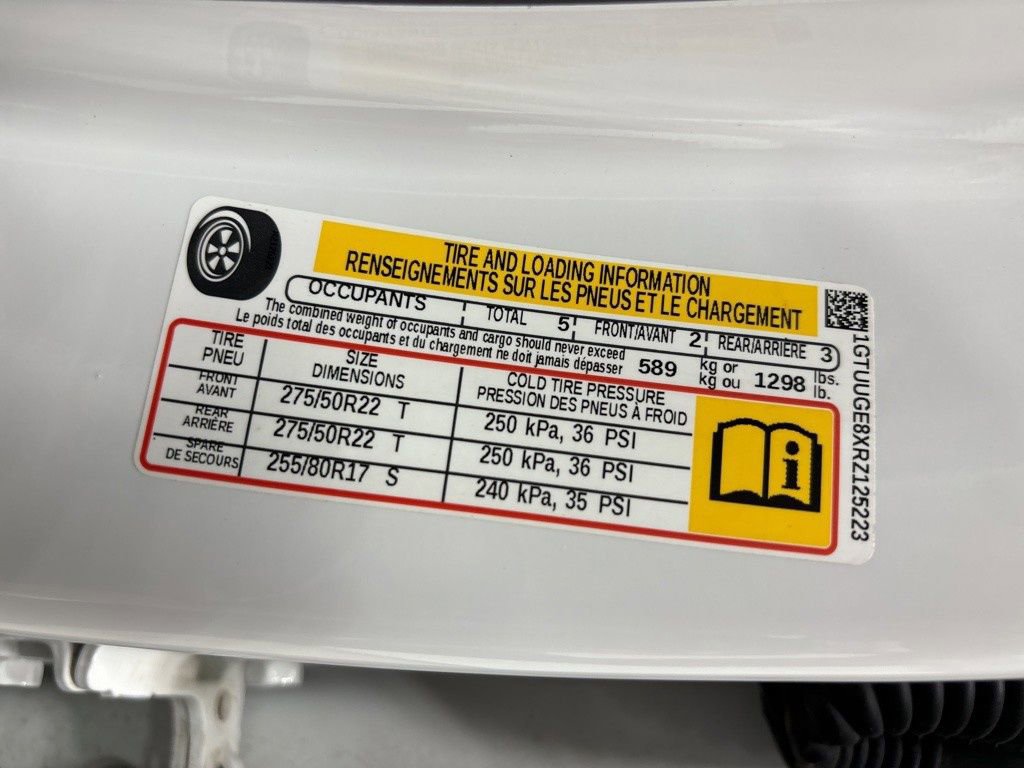 TIRE AND LOADING INFORMATION
RENSEIGNEMENTS SUR LES PNEUS ET LE CHARGEMENT
OCCUPANTS TOTAL 5 FRONT/AVANT 2 REAR/ARRIÈRE 3
The combined weight of occupants and cargo should never exceed
Le poids total des occupants et du chargement ne doit jamais dépasser
589 kg or
kg ou 1298 lbs.
lb.
TIRE
PNEU
SIZE
DIMENSIONS
COLD TIRE PRESSURE
PRESSION DES PNEUS À FROID
FRONT
AVANT
275/50R22 T
250 kPa, 36 PSI
REAR
ARRIÈRE
275/50R22 T
250 kPa, 36 PSI
SPARE
DE SECOURS
255/80R17 S
240 kPa, 35 PSI
i
1GTUUGE8XRZ125223